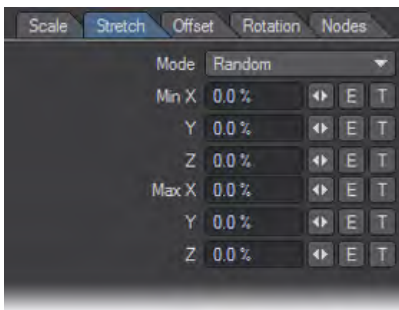 Scale Stretch Offset Rotation Nodes
Mode Random
Min X 0.0 % E T
Y 0.0 % E T
Z 0.0 % E T
Max X 0.0 % E T
Y 0.0 % E T
Z 0.0 % E T